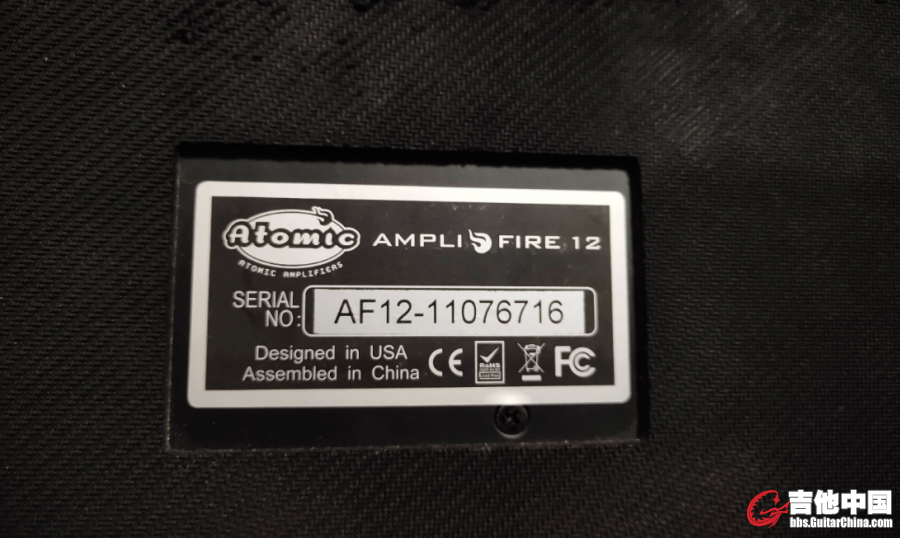 Atomic
ATOMIC AMPLIFIERS
AMPLIFIRE 12
SERIAL NO: AF12-11076716
Designed in USA
Assembled in China
CE
RoHS
FC
吉他中国
bbs.GuitarChina.com